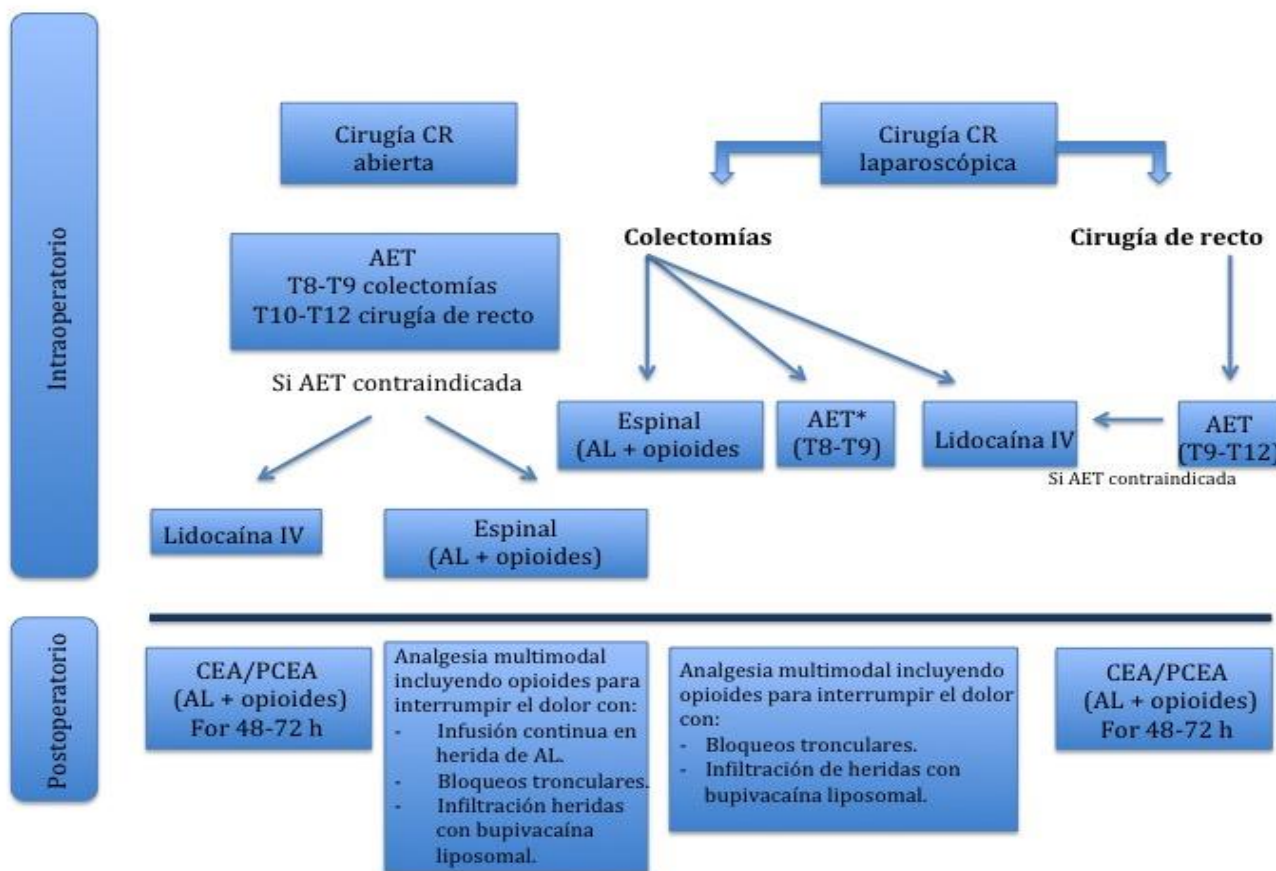 Intraoperatorio
Cirugía CR
abierta
AET
T8-T9 colectomías
T10-T12 cirugía de recto
Si AET contraindicada
Lidocaína IV
Espinal
(AL + opioides)
Cirugía CR
laparoscópica
Colectomías
Cirugía de recto
Espinal
(AL + opioides
AET*
(T8-T9)
Lidocaína IV
AET
(T9-T12)
Si AET contraindicada
Postoperatorio
CEA/PCEA
(AL + opioides)
For 48-72 h
Analgesia multimodal
incluyendo opioides para
interrumpir el dolor con:
- Infusión continua en
herida de AL.
- Bloqueos tronculares.
- Infiltración heridas
con bupivacaína
liposomal.
Analgesia multimodal incluyendo
opioides para interrumpir el dolor
con:
- Bloqueos tronculares.
- Infiltración de heridas con
bupivacaína liposomal.
CEA/PCEA
(AL + opioides)
For 48-72 h